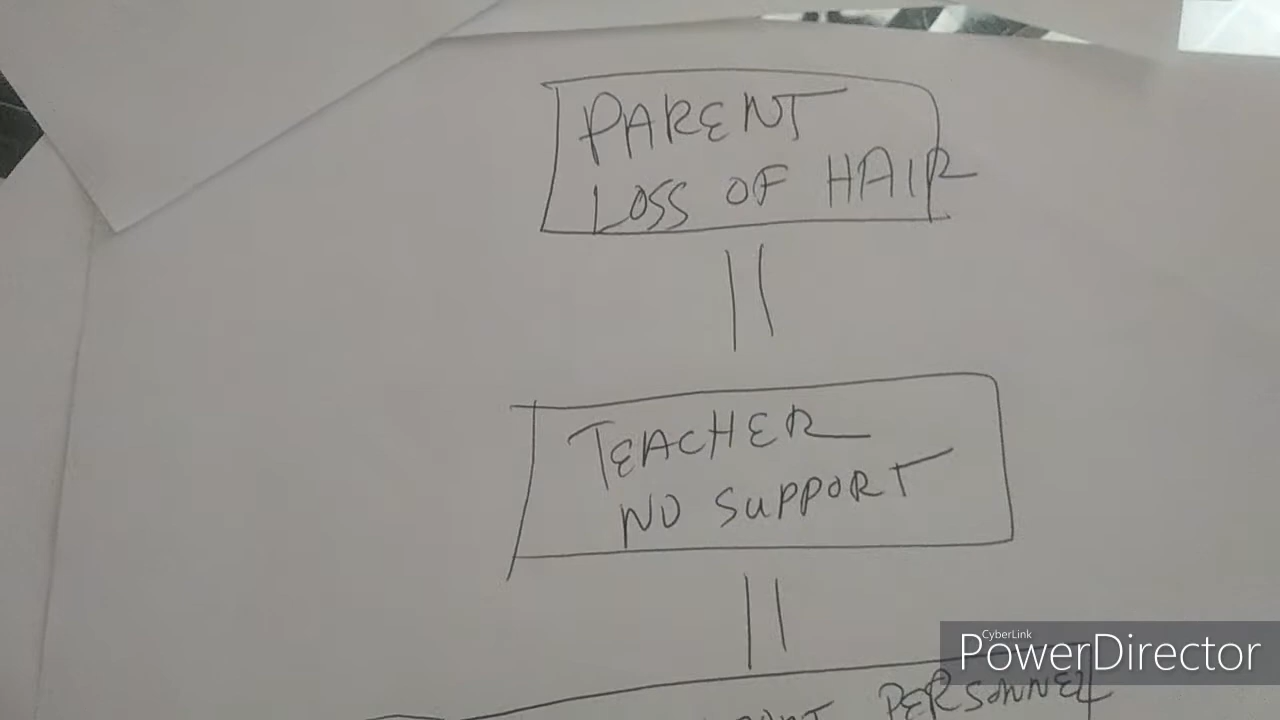 PARENT
LOSS OF HAIR
TEACHER
NO SUPPORT
PERSONNEL
CyberLink
PowerDirector